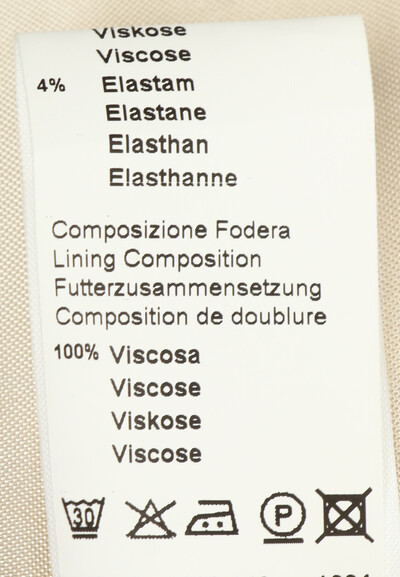 Viskose
Viscose
4% Elastam
Elastane
Elasthan
Elasthanne
Composizione Fodera
Lining Composition
Futterzusammensetzung
Composition de doublure
100% Viscosa
Viscose
Viskose
Viscose
30 P